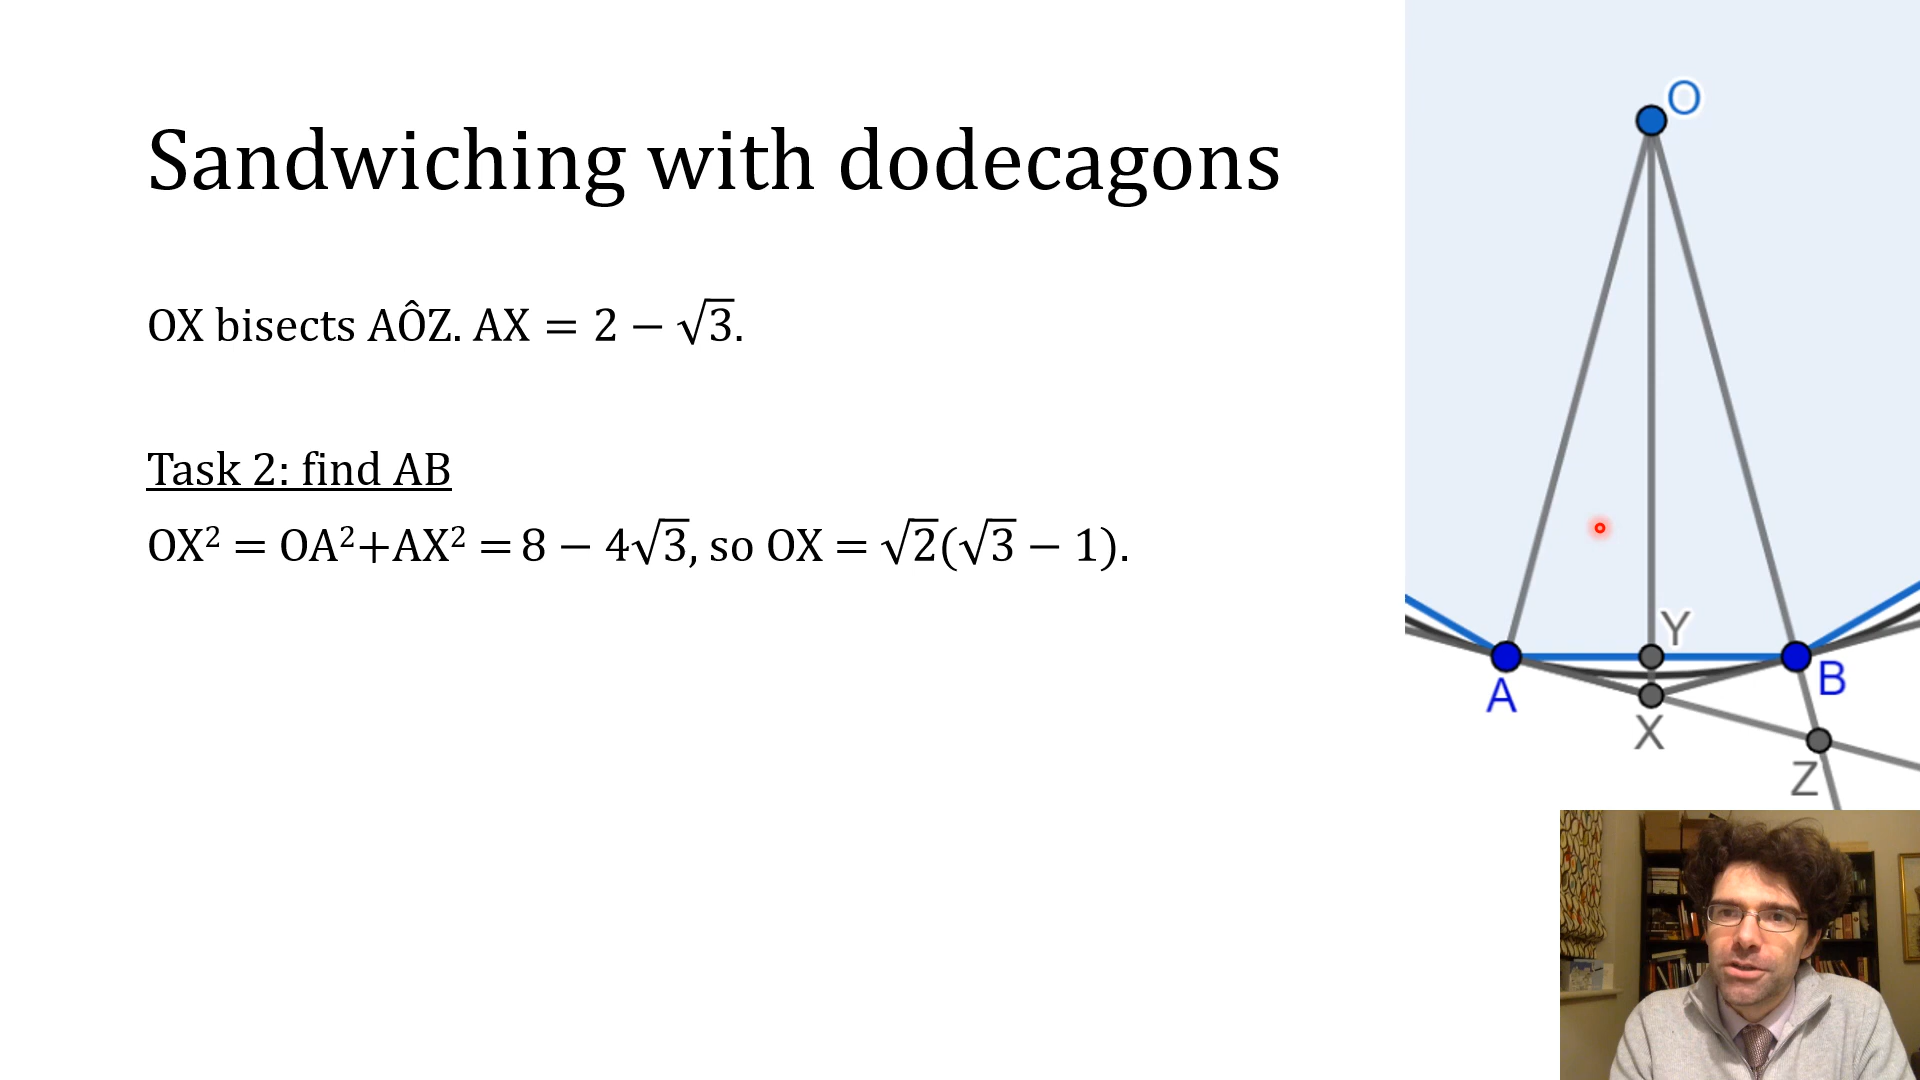 Sandwiching with dodecagons
OX bisects AÔZ. AX = 2 − √3.
Task 2: find AB
OX² = OA²+AX² = 8 − 4√3, so OX = √2(√3 − 1).
O
Y
A
B
X
Z